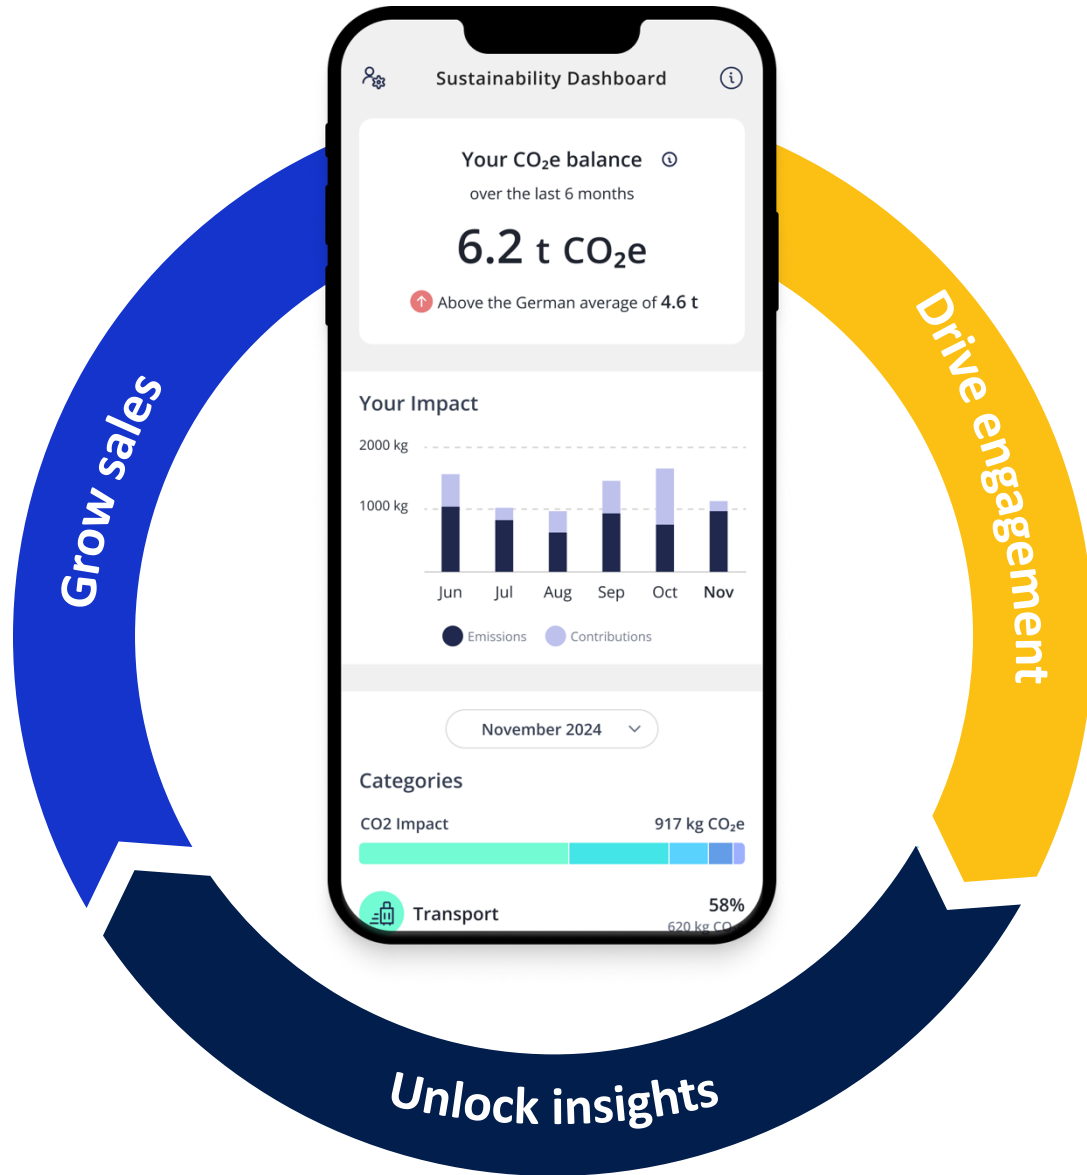 Sustainability Dashboard
Your CO₂e balance
over the last 6 months
6.2 t CO₂e
Above the German average of 4.6 t
Your Impact
2000 kg
1000 kg
Jun Jul Aug Sep Oct Nov
Emissions Contributions
November 2024
Categories
CO2 Impact 917 kg CO₂e
Transport 58%
620 kg
Grow sales
Drive engagement
Unlock insights